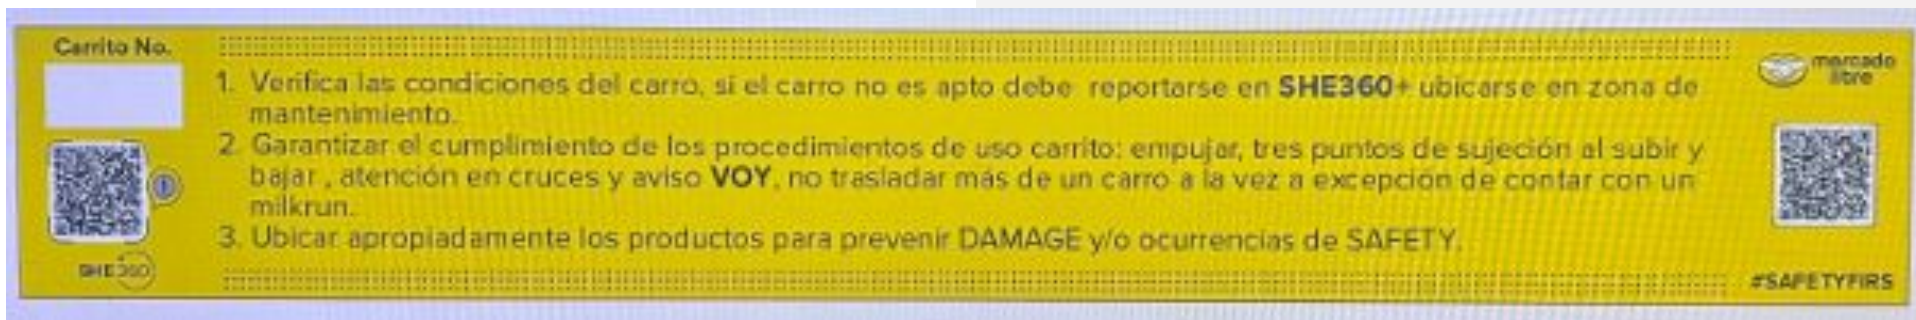 Carrito No.
1. Verifica las condiciones del carro, si el carro no es apto debe reportarse en SHE360+ ubicarse en zona de
mantenimiento.
2. Garantizar el cumplimiento de los procedimientos de uso carrito: empujar, tres puntos de sujeción al subir y
bajar , atención en cruces y aviso VOY, no trasladar más de un carro a la vez a excepción de contar con un
milkrun.
3. Ubicar apropiadamente los productos para prevenir DAMAGE y/o ocurrencias de SAFETY.
SHE360
mercado
libre
#SAFETYFIRS